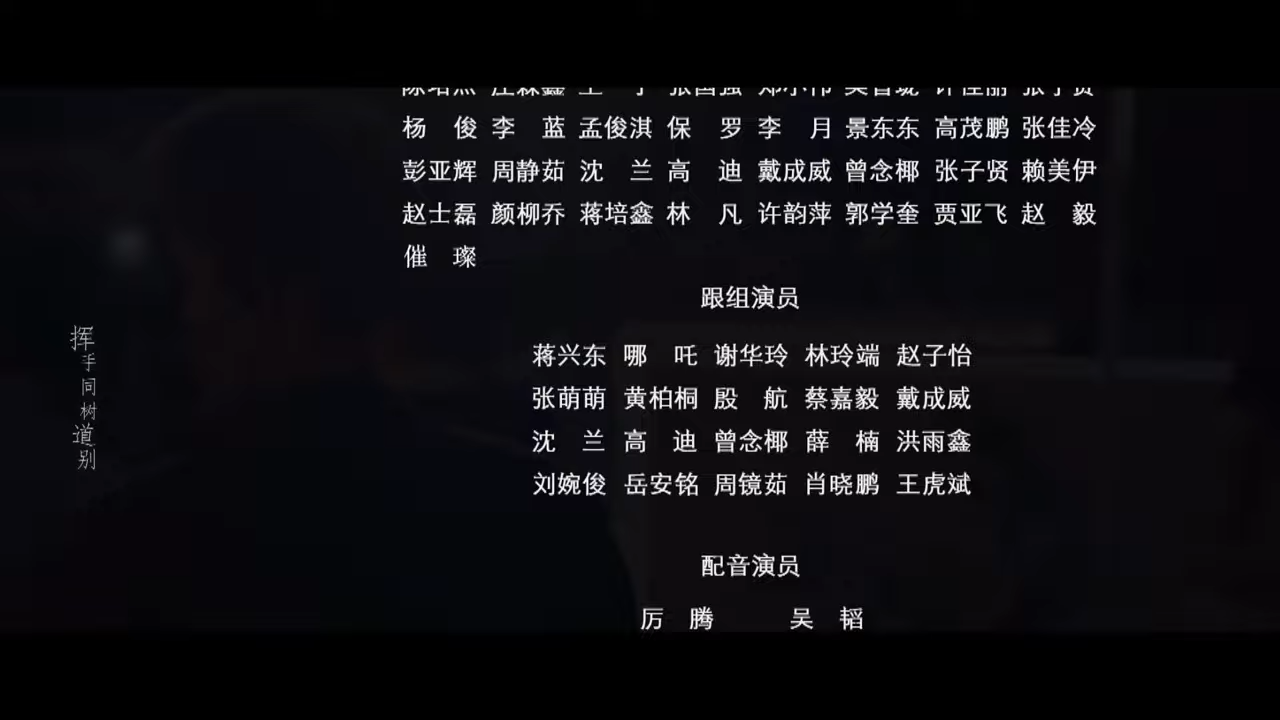 杨　俊 李　蓝 孟俊淇 保　罗 李　月 景东东 高茂鹏 张佳冷
彭亚辉 周静茹 沈　兰 高　迪 戴成威 曾念椰 张子贤 赖美伊
赵士磊 颜柳乔 蒋培鑫 林　凡 许韵萍 郭学奎 贾亚飞 赵　毅
催　璨
跟组演员
蒋兴东 哪　吒 谢华玲 林玲端 赵子怡
张萌萌 黄柏桐 殷　航 蔡嘉毅 戴成威
沈　兰 高　迪 曾念椰 薛　楠 洪雨鑫
刘婉俊 岳安铭 周镜茹 肖晓鹏 王虎斌
配音演员
厉　腾 吴　韬
挥手同树道别